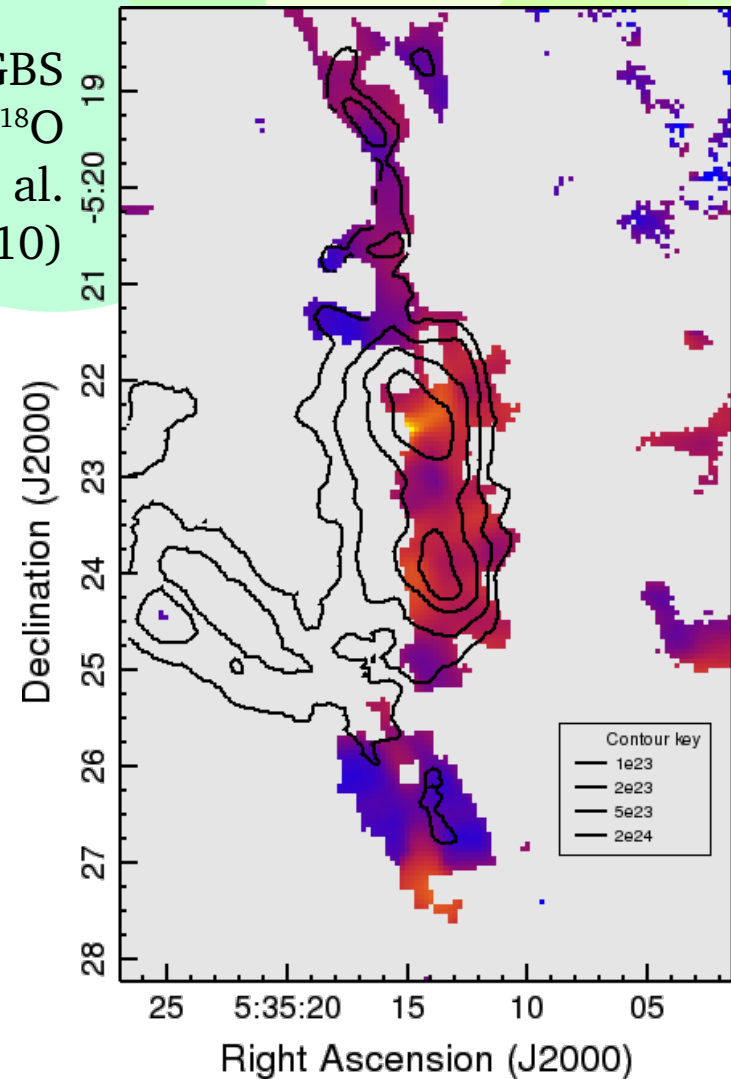 GBS
¹⁸O
al.
10)
19
-5:20
21
22
23
24
25
26
27
28
Declination (J2000)
Contour key
1e23
2e23
5e23
2e24
25 5:35:20 15 10 05
Right Ascension (J2000)